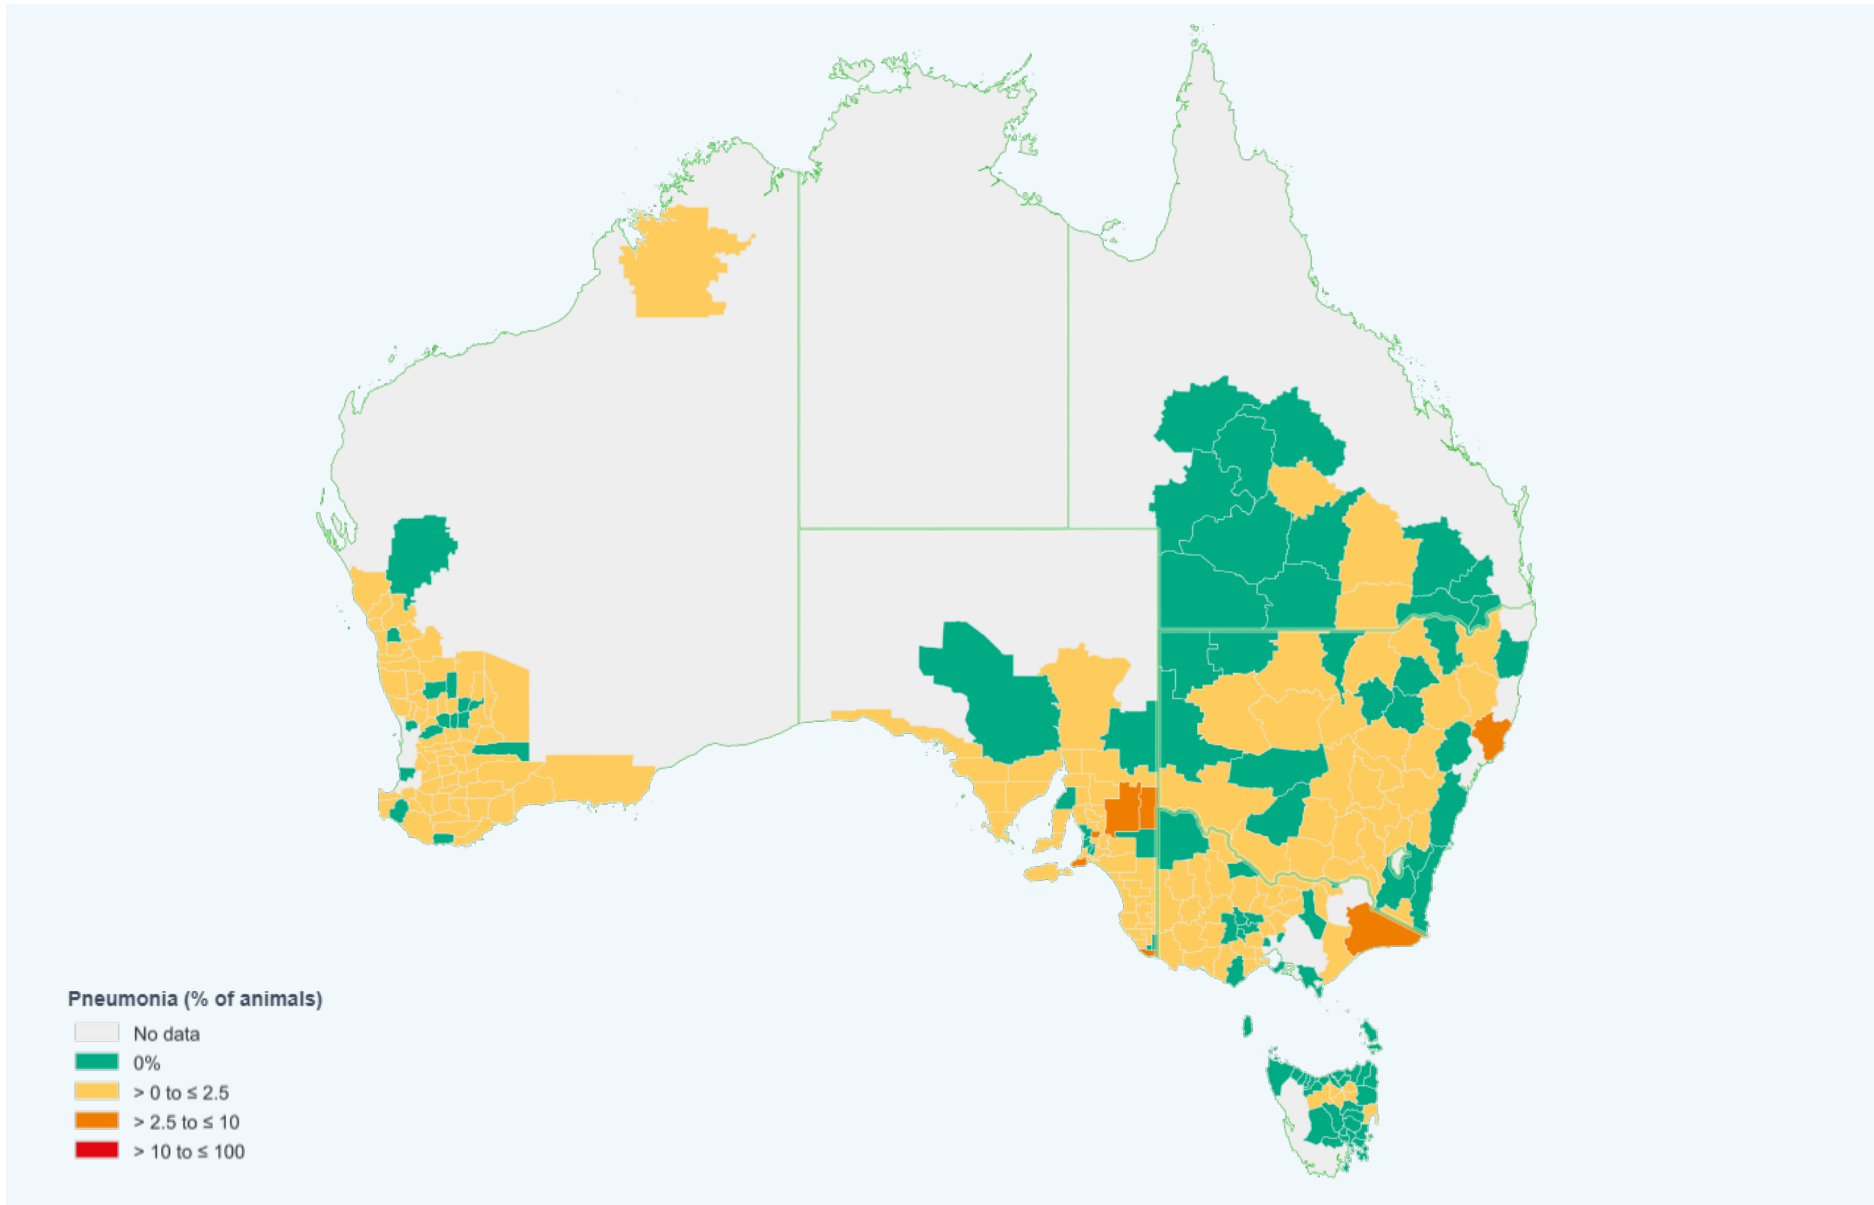 Pneumonia (% of animals)
No data
0%
> 0 to ≤ 2.5
> 2.5 to ≤ 10
> 10 to ≤ 100